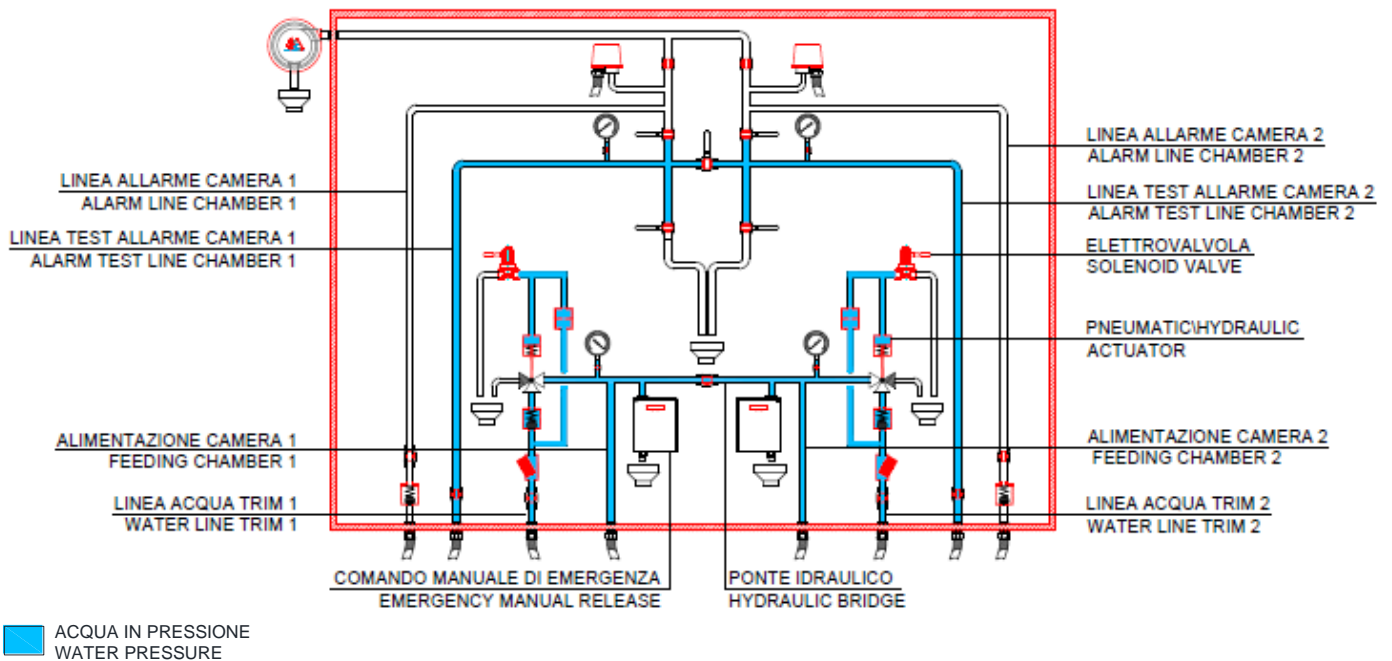 LINEA ALLARME CAMERA 1
ALARM LINE CHAMBER 1
LINEA TEST ALLARME CAMERA 1
ALARM TEST LINE CHAMBER 1
ALIMENTAZIONE CAMERA 1
FEEDING CHAMBER 1
LINEA ACQUA TRIM 1
WATER LINE TRIM 1
COMANDO MANUALE DI EMERGENZA
EMERGENCY MANUAL RELEASE
PONTE IDRAULICO
HYDRAULIC BRIDGE
LINEA ALLARME CAMERA 2
ALARM LINE CHAMBER 2
LINEA TEST ALLARME CAMERA 2
ALARM TEST LINE CHAMBER 2
ELETTROVALVOLA
SOLENOID VALVE
PNEUMATIC\HYDRAULIC
ACTUATOR
ALIMENTAZIONE CAMERA 2
FEEDING CHAMBER 2
LINEA ACQUA TRIM 2
WATER LINE TRIM 2
ACQUA IN PRESSIONE
WATER PRESSURE